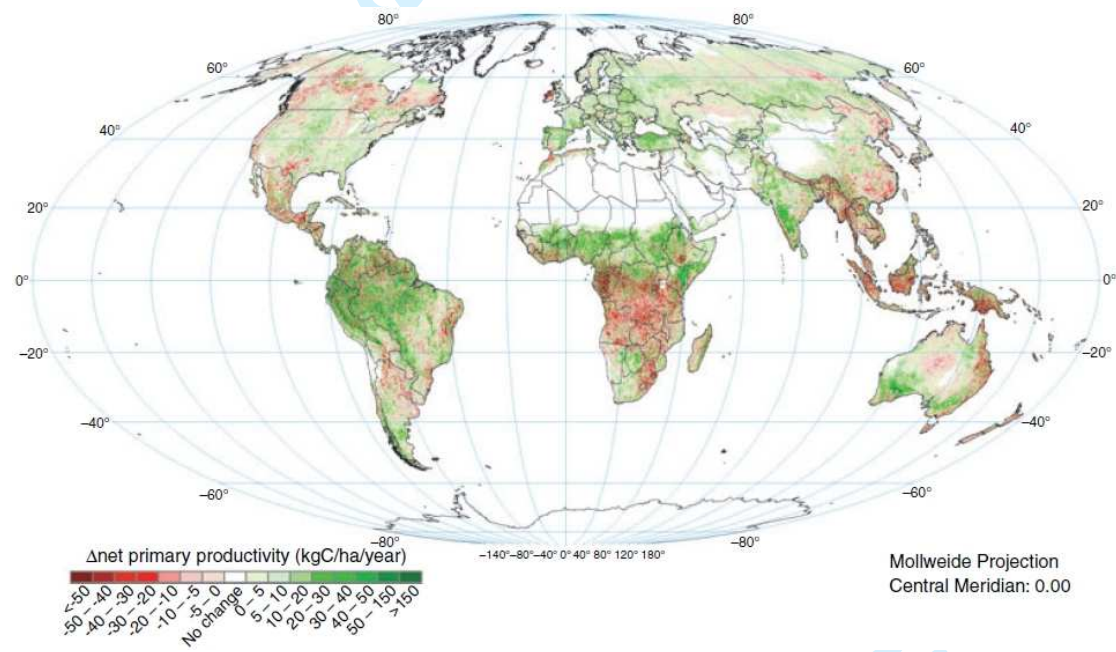 80° 80°
60° 60°
40° 40°
20° 20°
0° 0°
–20° –20°
–40° –40°
–60° –60°
–80° –80°
–140°–80°–40° 0° 40° 80° 120° 180°
Δnet primary productivity (kgC/ha/year)
<-50
-50 – -40
-40 – -30
-30 – -20
-20 – -10
-10 – -5
-5 – 0
No change
0 – 5
5 – 10
10 – 20
20 – 30
30 – 40
40 – 50
50 – 150
>150
Mollweide Projection
Central Meridian: 0.00